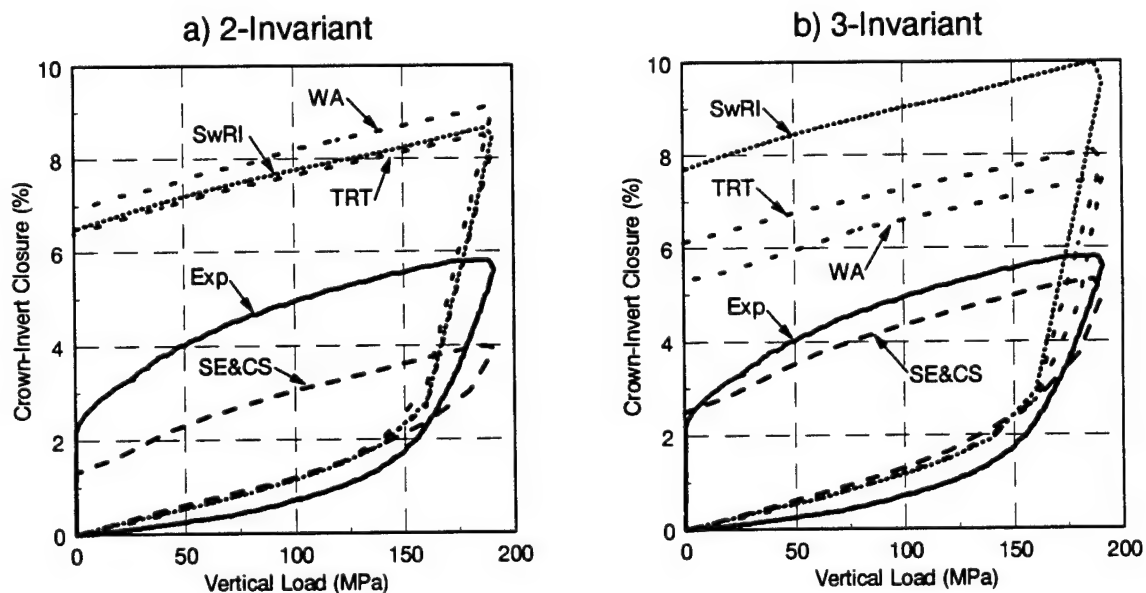 a) 2-Invariant
10
8
6
4
2
0
0
50
100
150
200
WA
SwRI
TRT
Exp
SE&CS
Crown-Invert Closure (%)
Vertical Load (MPa)
b) 3-Invariant
10
8
6
4
2
0
0
50
100
150
200
SwRI
TRT
WA
Exp
SE&CS
Crown-Invert Closure (%)
Vertical Load (MPa)